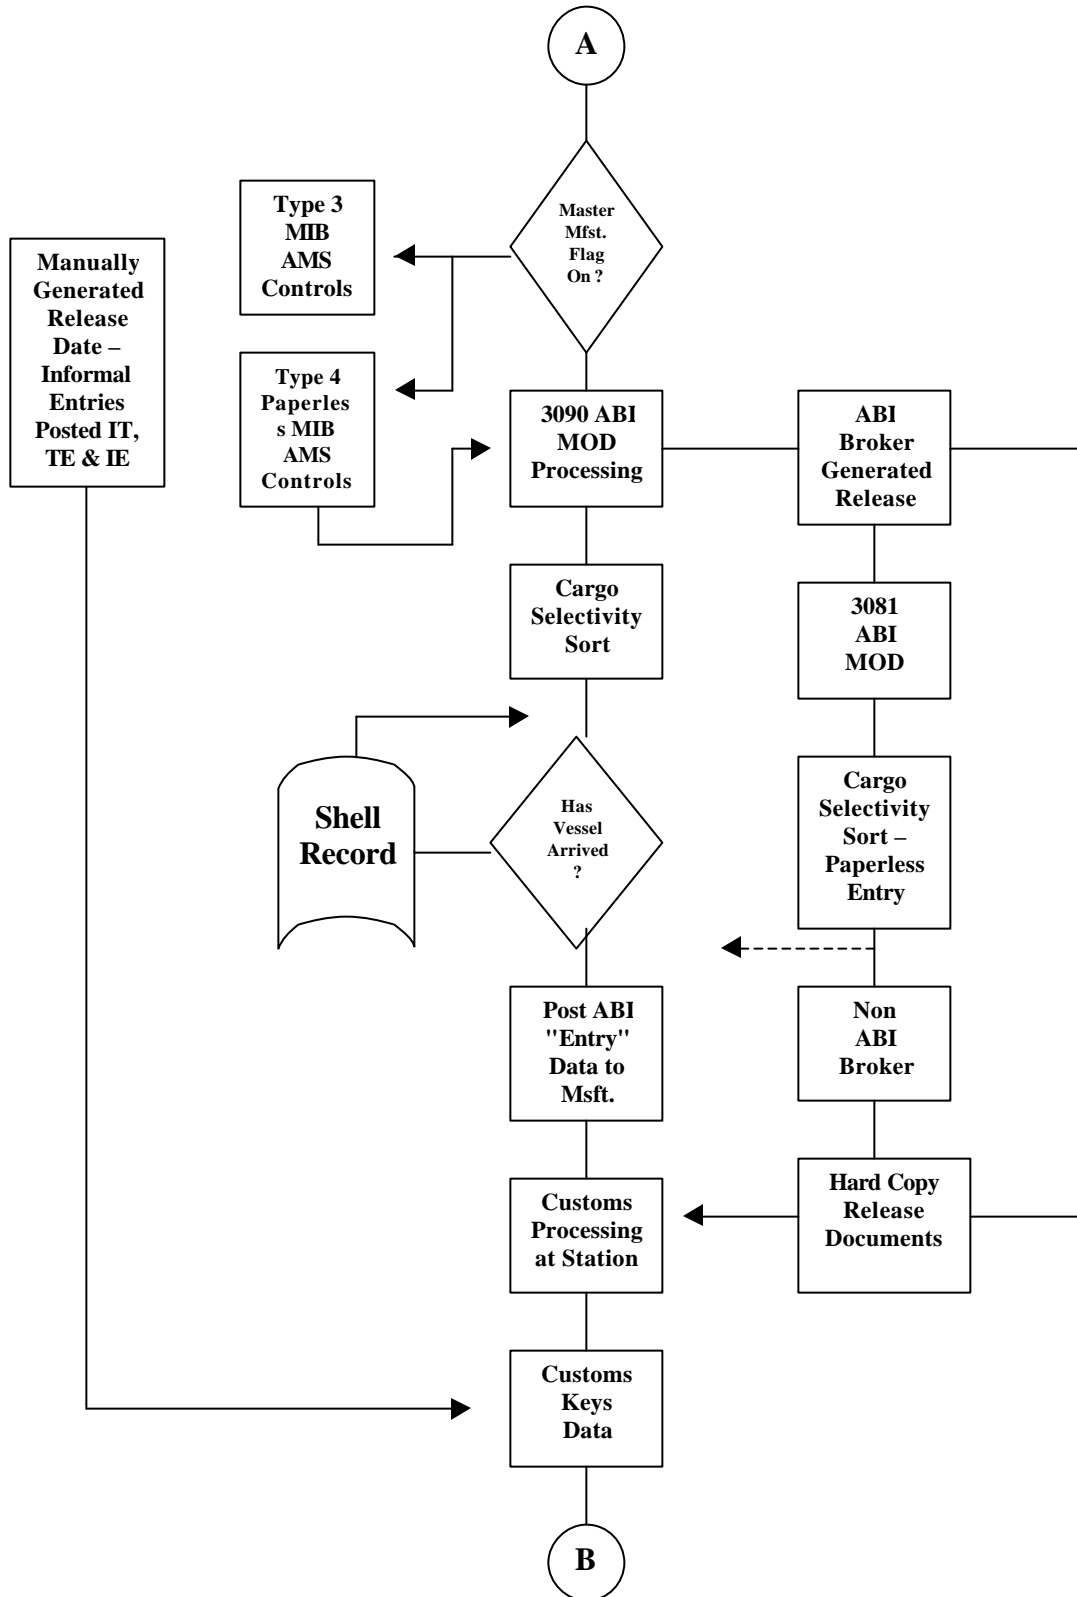 A
Master
Mfst.
Flag
On ?
Type 3
MIB
AMS
Controls
Manually
Generated
Release
Date –
Informal
Entries
Posted IT,
TE & IE
Type 4
Paperles
s MIB
AMS
Controls
3090 ABI
MOD
Processing
ABI
Broker
Generated
Release
Cargo
Selectivity
Sort
3081
ABI
MOD
Shell
Record
Has
Vessel
Arrived
?
Cargo
Selectivity
Sort –
Paperless
Entry
Post ABI
"Entry"
Data to
Msft.
Non
ABI
Broker
Customs
Processing
at Station
Hard Copy
Release
Documents
Customs
Keys
Data
B